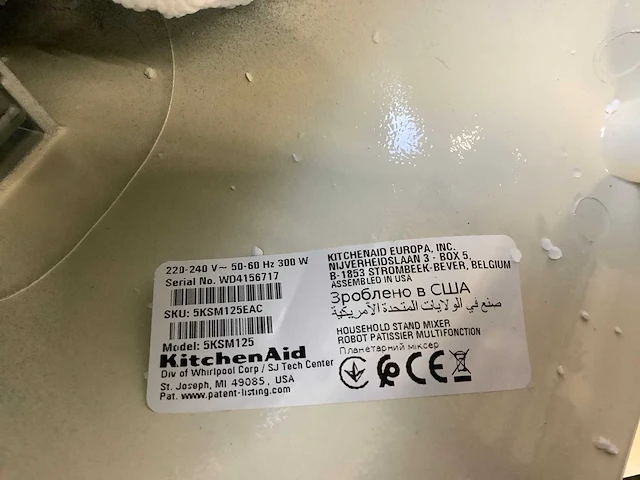 220-240 V~ 50-60 Hz 300 W
Serial No. WD4156717
SKU: 5KSM125EAC
Model: 5KSM125
KitchenAid
Div of Whirlpool Corp / SJ Tech Center
St. Joseph, MI 49085, USA
Pat. www.patent-listing.com
KITCHENAID EUROPA, INC.
NIJVERHEIDSLAAN 3 - BOX 5,
B-1853 STROMBEEK-BEVER, BELGIUM
ASSEMBLED IN USA
Зроблено в США
صنع في الولايات المتحدة الأمريكية
HOUSEHOLD STAND MIXER
ROBOT PATISSIER MULTIFONCTION
Планетарний міксер
CE